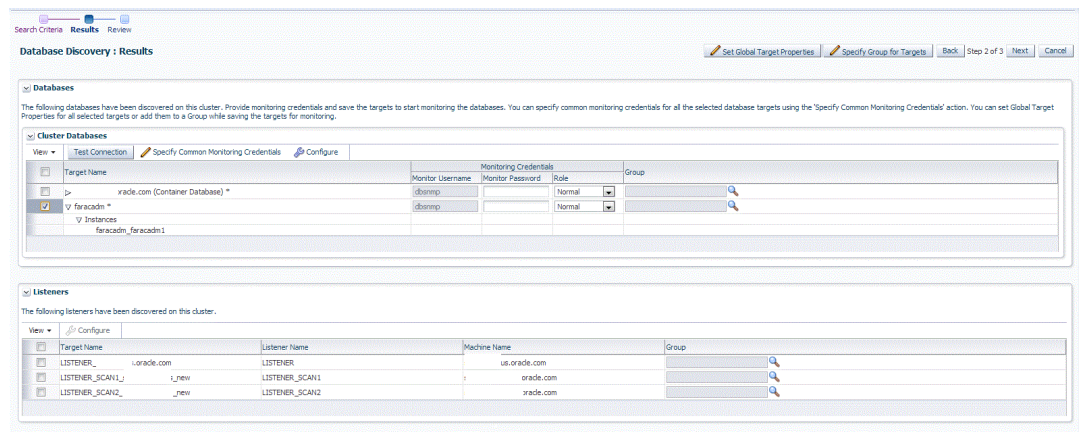 Search Criteria Results Review
Database Discovery : Results
Set Global Target Properties Specify Group for Targets Back Step 2 of 3 Next Cancel
Databases
The following databases have been discovered on this cluster. Provide monitoring credentials and save the targets to start monitoring the databases. You can specify common monitoring credentials for all the selected database targets using the 'Specify Common Monitoring Credentials' action. You can set Global Target
Properties for all selected targets or add them to a Group while saving the targets for monitoring.
Cluster Databases
View Test Connection Specify Common Monitoring Credentials Configure
Target Name Monitoring Credentials Group
Monitor Username Monitor Password Role
oracle.com (Container Database) * dbsnmp Normal
faracadm * dbsnmp Normal
Instances
faracadm_faracadm1
Listeners
The following listeners have been discovered on this cluster.
View Configure
Target Name Listener Name Machine Name Group
LISTENER_ .oracle.com LISTENER us.oracle.com
LISTENER_SCAN1_ _new LISTENER_SCAN1 oracle.com
LISTENER_SCAN2_ _new LISTENER_SCAN2 oracle.com